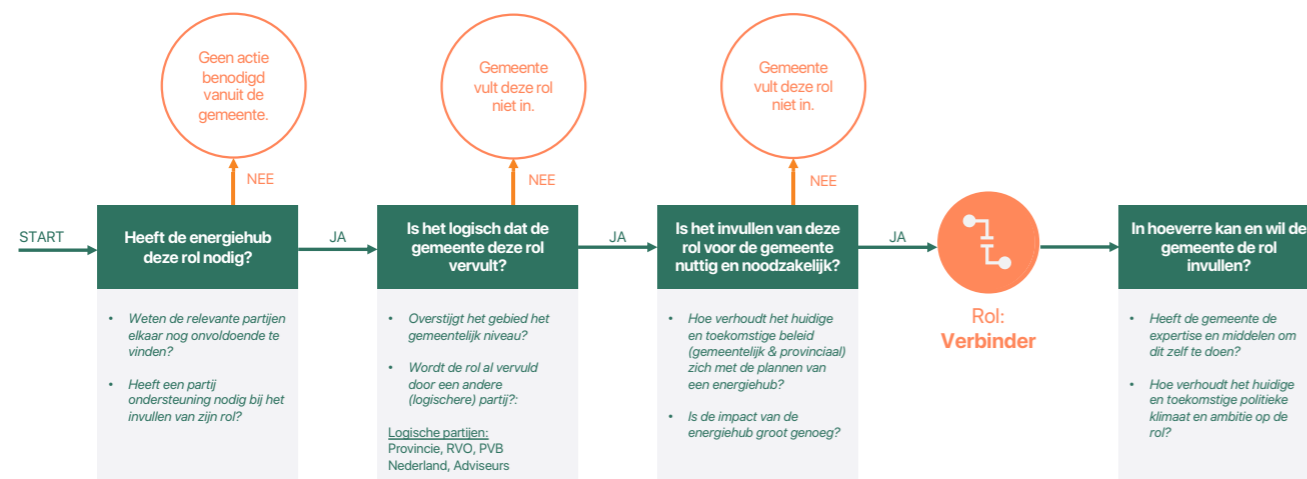 Geen actie
benodigd
vanuit de
gemeente.
Gemeente
vult deze rol
niet in.
Gemeente
vult deze rol
niet in.
NEE
NEE
NEE
START
Heeft de energiehub
deze rol nodig?
JA
Is het logisch dat de
gemeente deze rol
vervult?
JA
Is het invullen van deze
rol voor de gemeente
nuttig en noodzakelijk?
JA
Rol:
Verbinder
In hoeverre kan en wil de
gemeente de rol
invullen?
• Weten de relevante partijen
elkaar nog onvoldoende te
vinden?
• Heeft een partij
ondersteuning nodig bij het
invullen van zijn rol?
• Overstijgt het gebied het
gemeentelijk niveau?
• Wordt de rol al vervuld
door een andere
(logischere) partij?:
Logische partijen:
Provincie, RVO, PVB
Nederland, Adviseurs
• Hoe verhoudt het huidige
en toekomstige beleid
(gemeentelijk & provinciaal)
zich met de plannen van
een energiehub?
• Is de impact van de
energiehub groot genoeg?
• Heeft de gemeente de
expertise en middelen om
dit zelf te doen?
• Hoe verhoudt het huidige
en toekomstige politieke
klimaat en ambitie op de
rol?